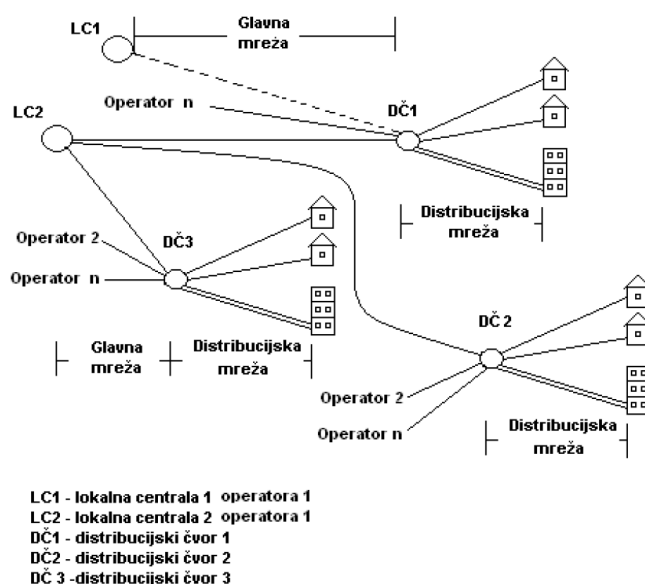 LC1
Glavna
mreža
Operator n
DČ1
LC2
Distribucijska
mreža
Operator 2
DČ3
Operator n
Glavna
mreža
Distribucijska
mreža
DČ 2
Operator 2
Operator n
Distribucijska
mreža
LC1 - lokalna centrala 1 operatora 1
LC2 - lokalna centrala 2 operatora 1
DČ1 - distribucijski čvor 1
DČ2 - distribucijski čvor 2
DČ 3 -distribucijski čvor 3